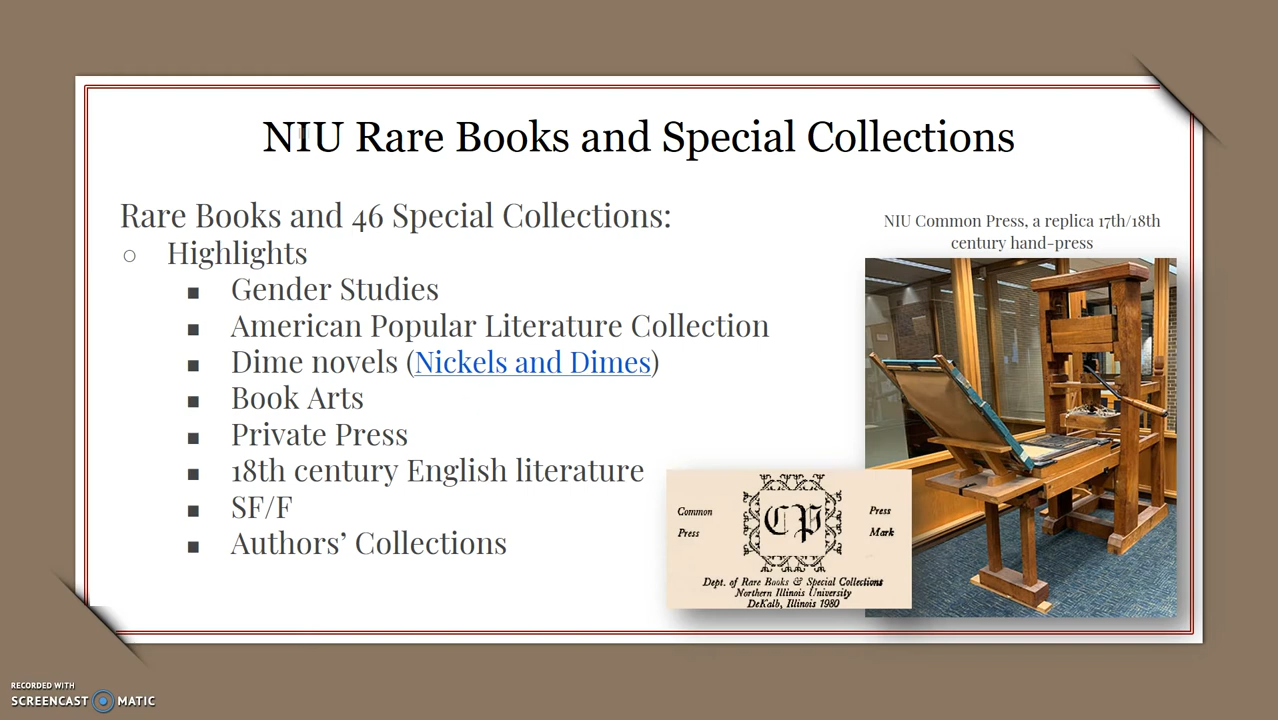 NIU Rare Books and Special Collections
Rare Books and 46 Special Collections:
○ Highlights
■ Gender Studies
■ American Popular Literature Collection
■ Dime novels (Nickels and Dimes)
■ Book Arts
■ Private Press
■ 18th century English literature
■ SF/F
■ Authors’ Collections
NIU Common Press, a replica 17th/18th
century hand-press
Common Press
CP
Press Mark
Dept. of Rare Books & Special Collections
Northern Illinois University
DeKalb, Illinois 1980
RECORDED WITH
SCREENCAST MATIC